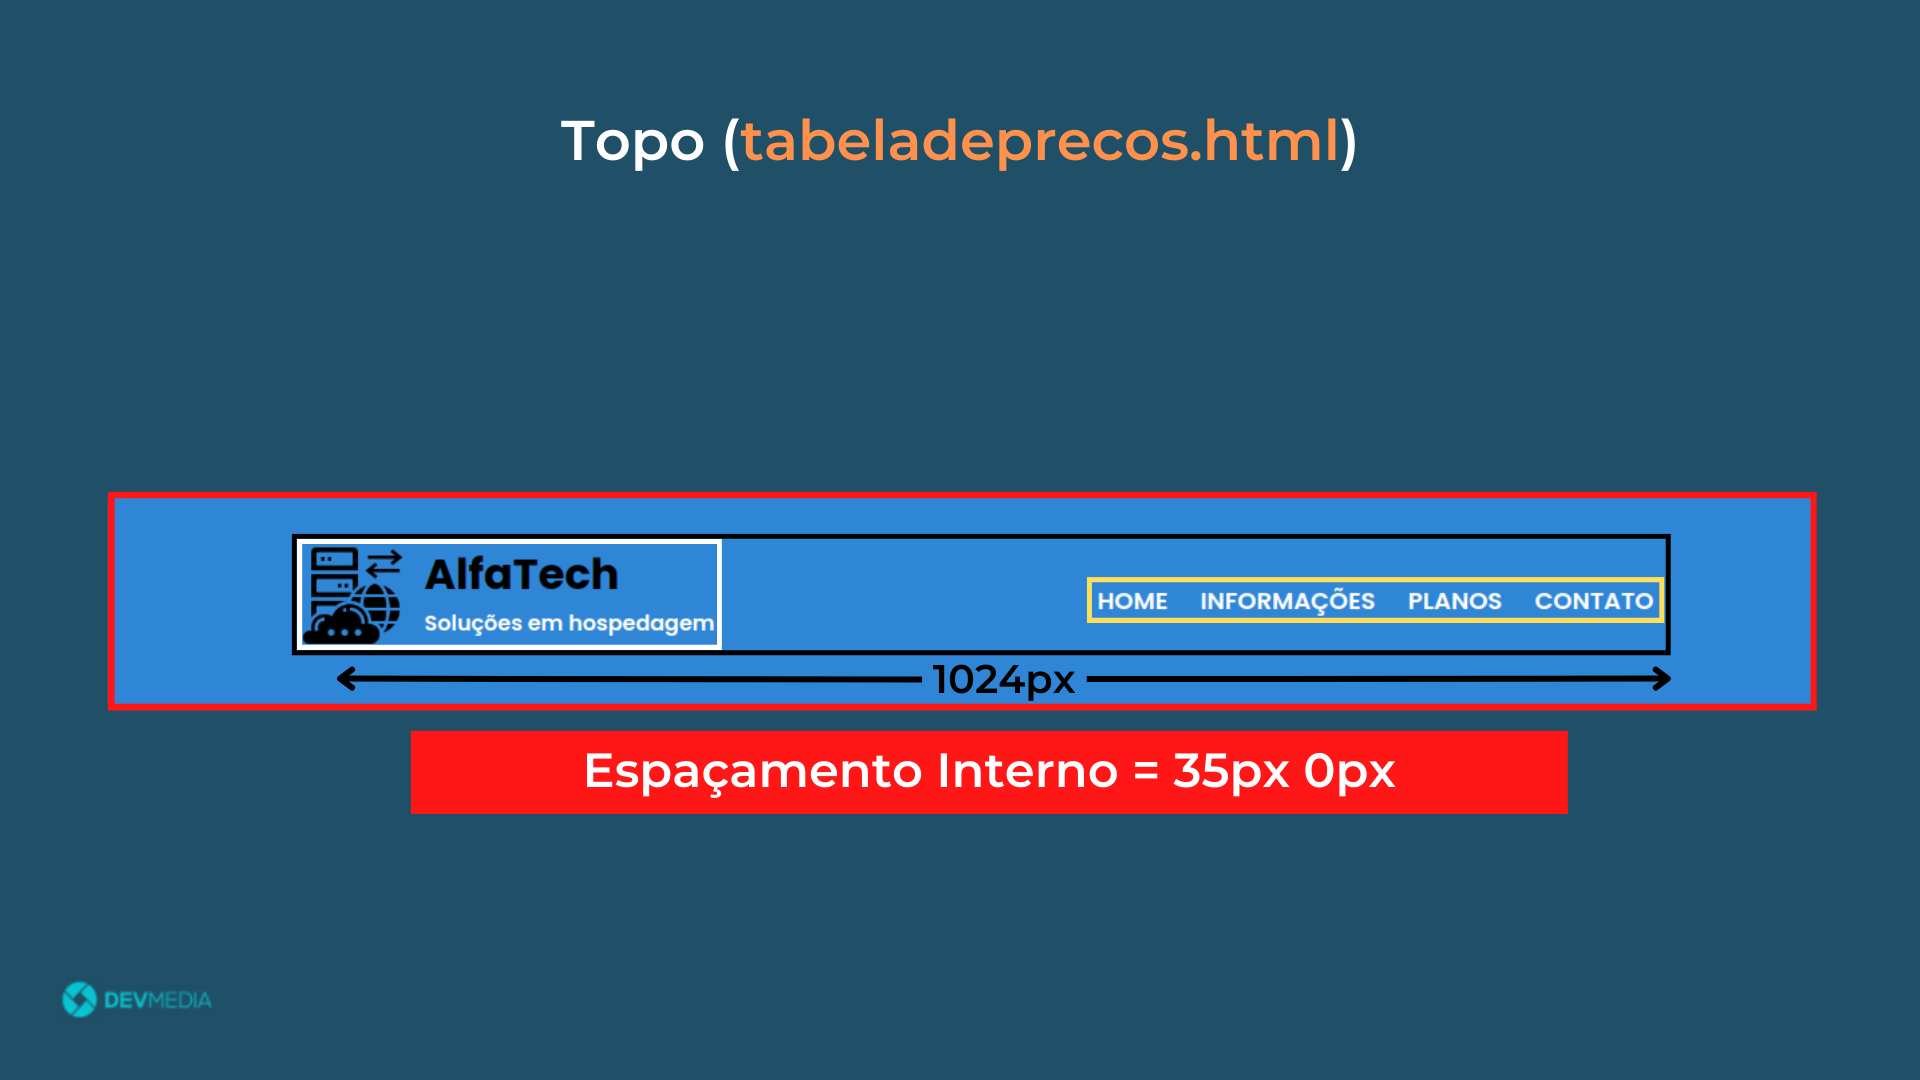 Topo (tabeladeprecos.html)
AlfaTech
Soluções em hospedagem
HOME INFORMAÇÕES PLANOS CONTATO
1024px
Espaçamento Interno = 35px 0px
DEVMEDIA